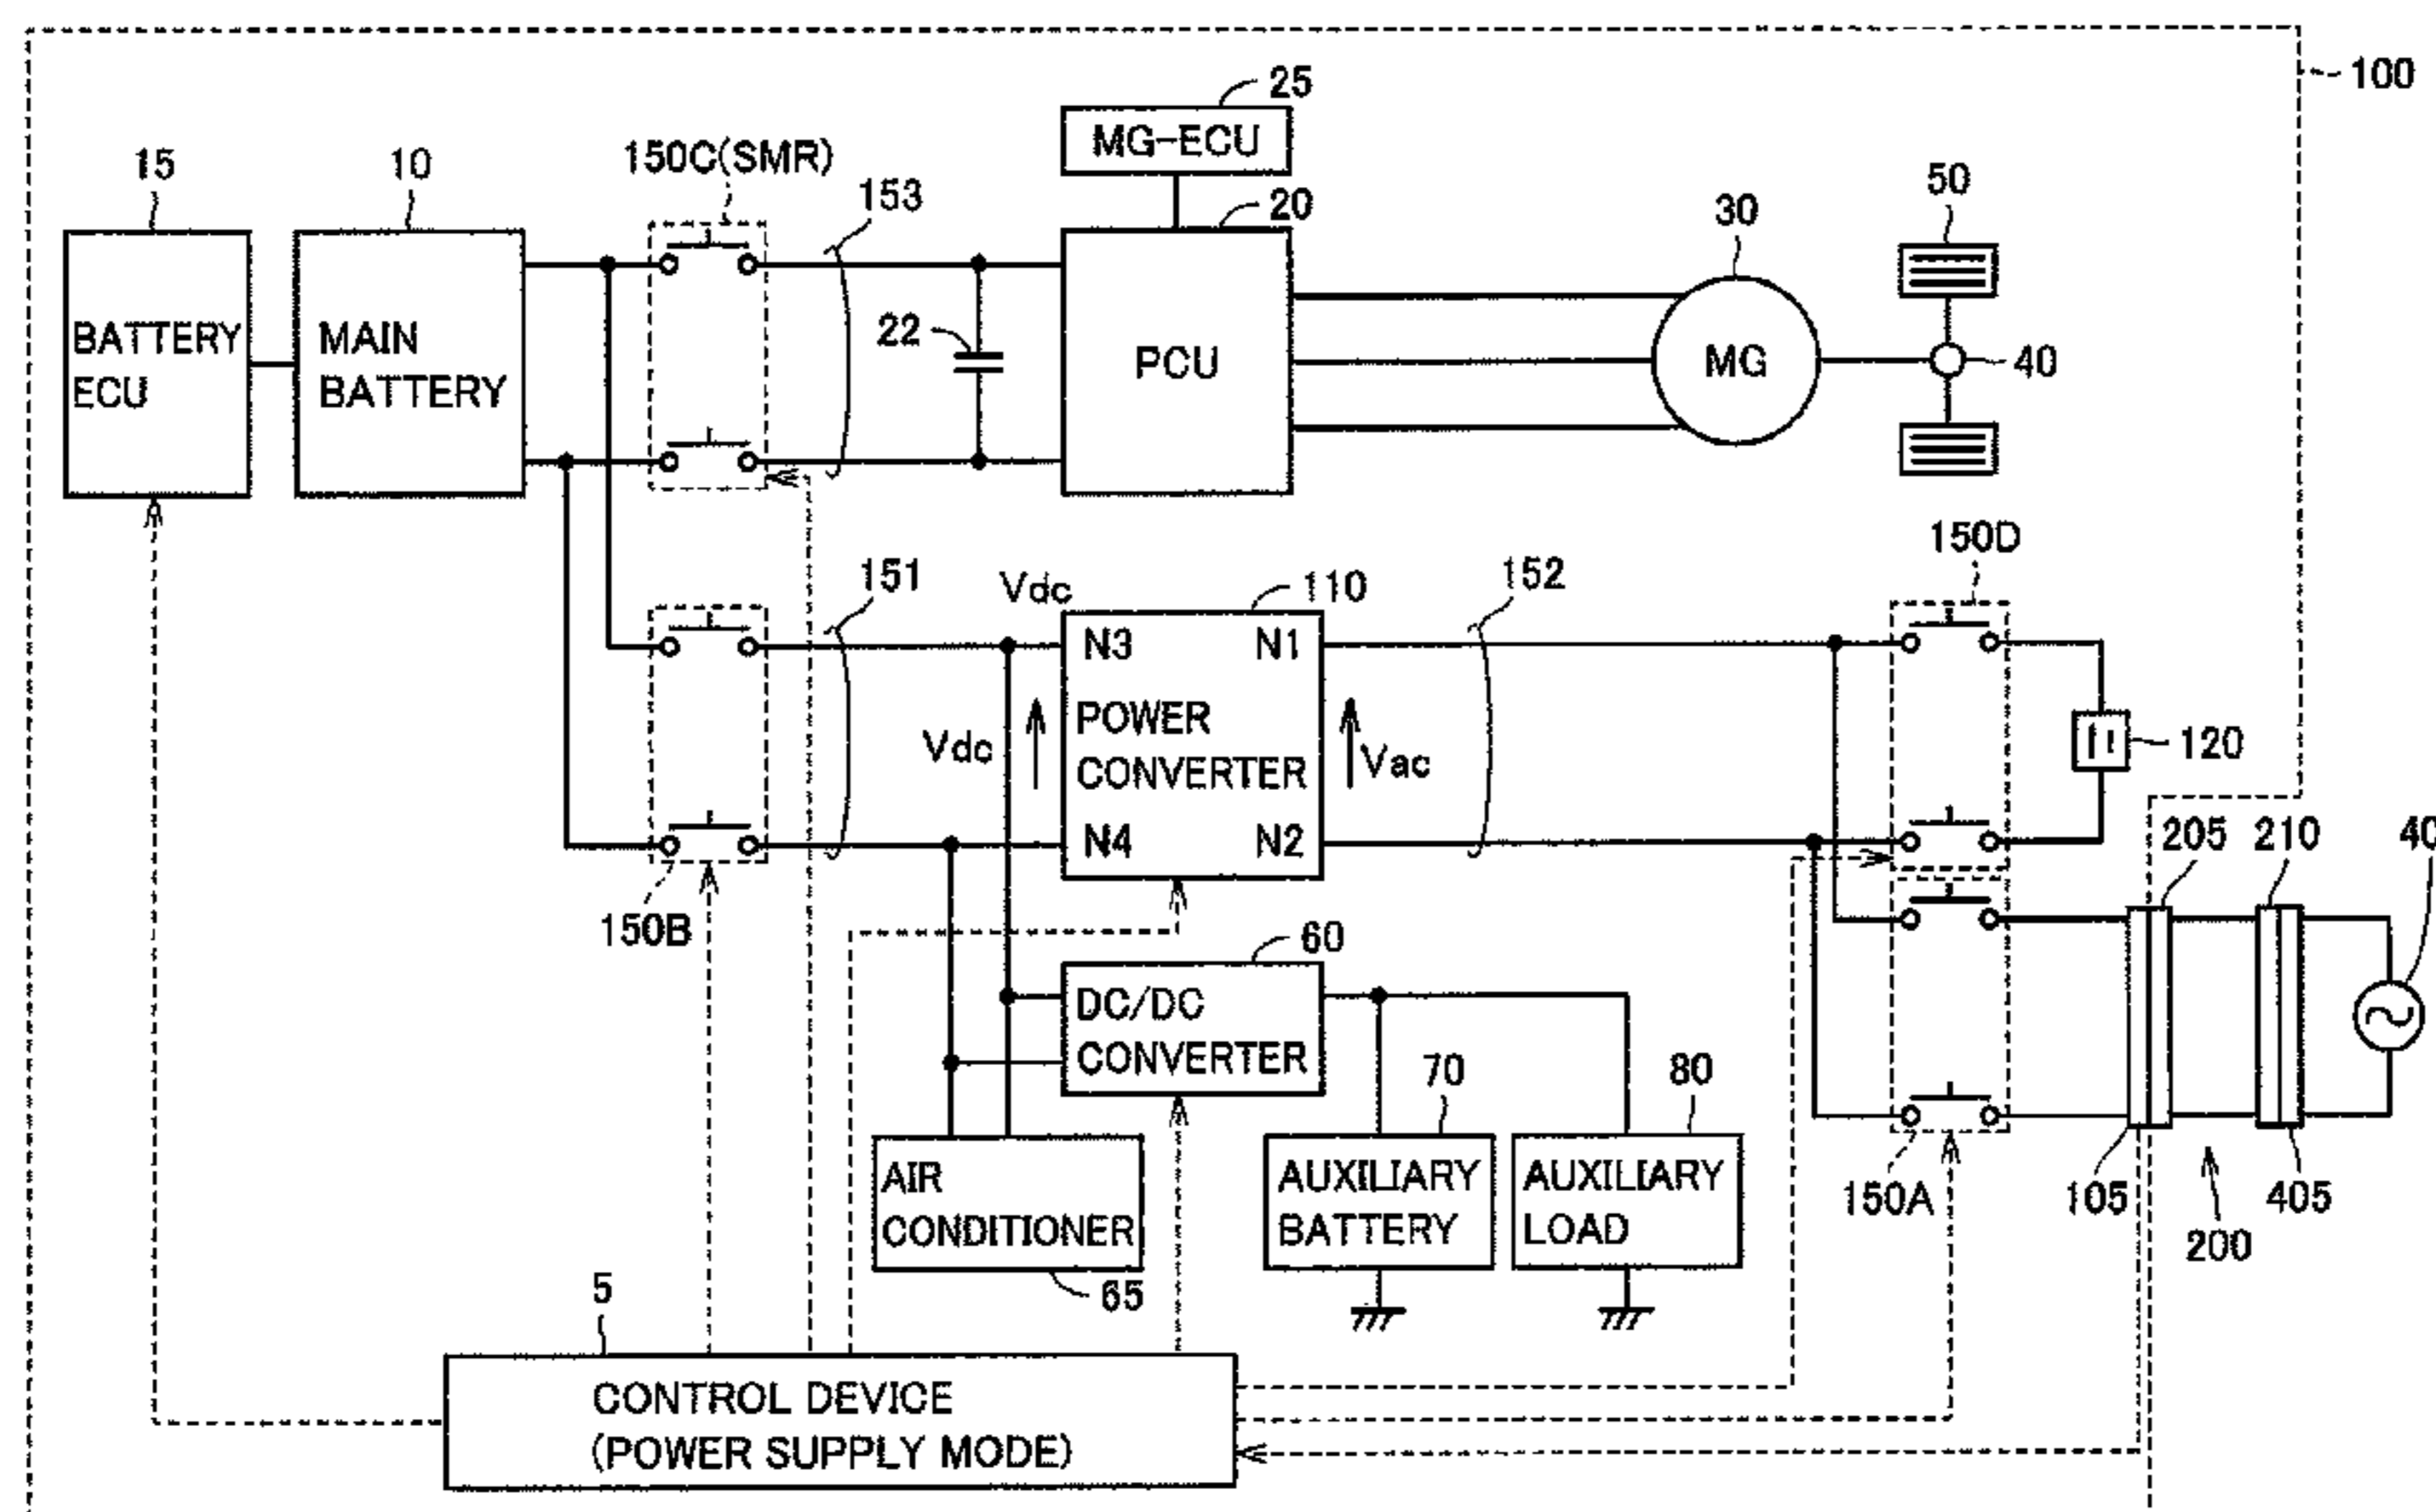 100
25
MG-ECU
15
10
150C(SMR)
153
20
30
50
BATTERY
ECU
MAIN
BATTERY
22
PCU
MG
40
150D
151
Vdc
110
152
N3
N1
POWER
CONVERTER
Vdc
Vac
120
N4
N2
205
210
40
150B
60
DC/DC
CONVERTER
70
80
AIR
CONDITIONER
AUXILIARY
BATTERY
AUXILIARY
LOAD
150A
105
405
200
65
5
CONTROL DEVICE
(POWER SUPPLY MODE)